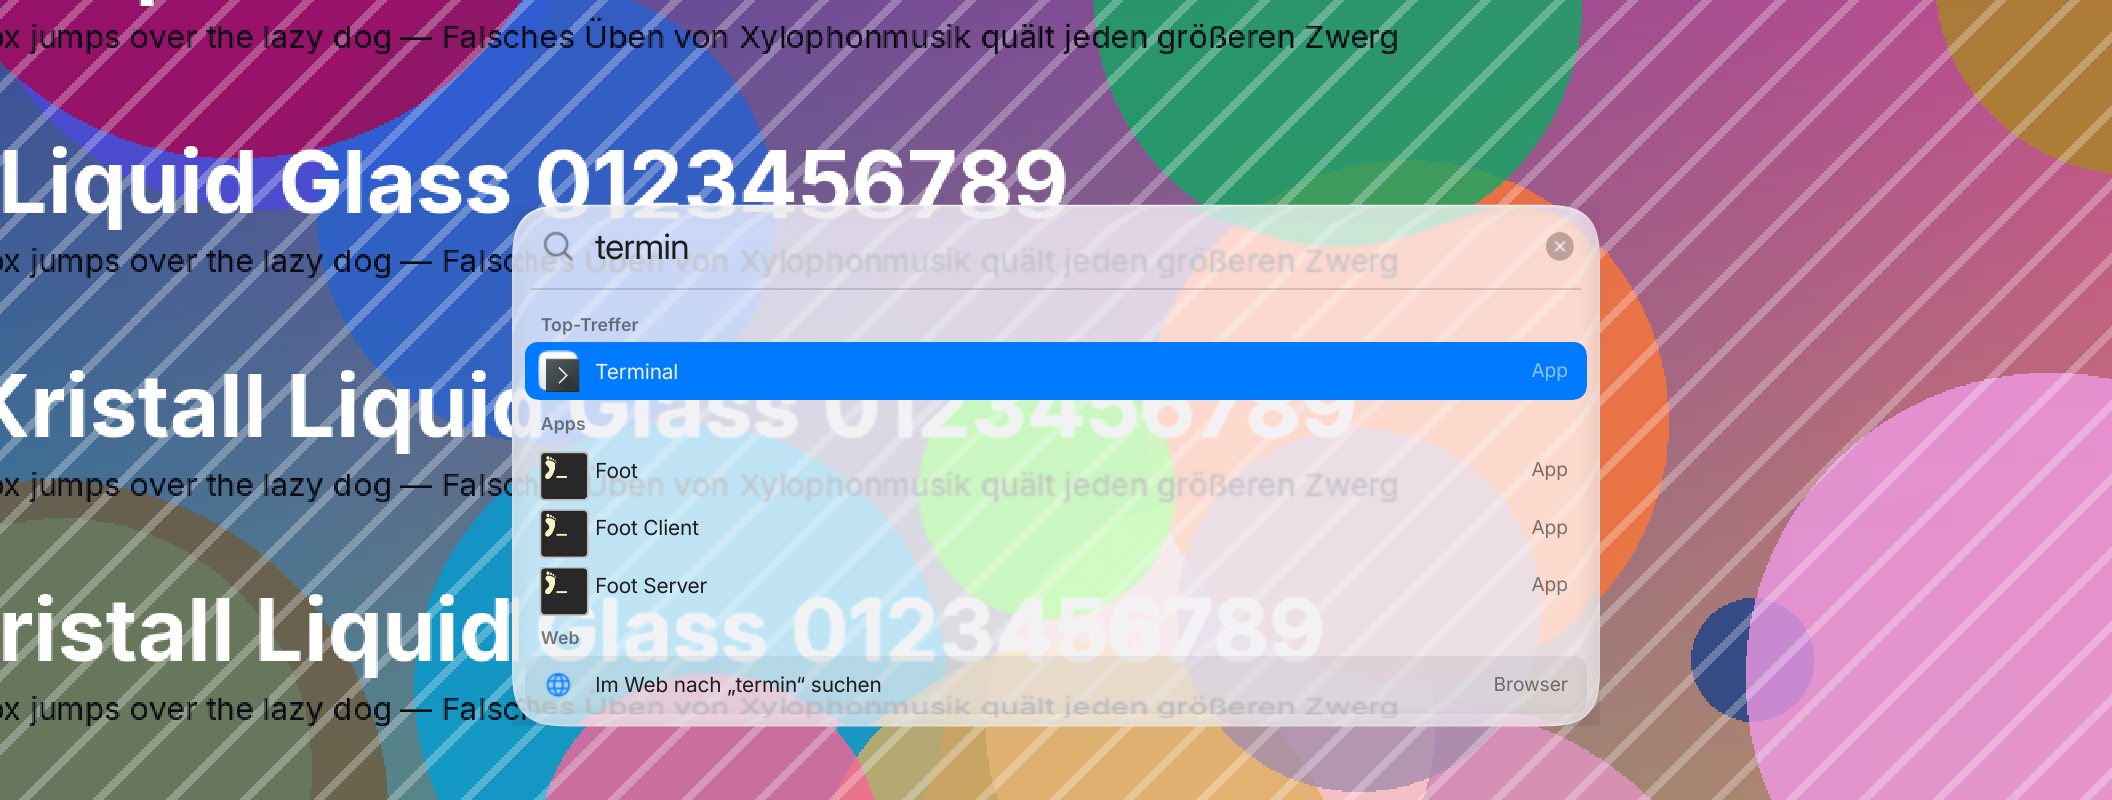 ox jumps over the lazy dog — Falsches Üben von Xylophonmusik quält jeden größeren Zwerg
Liquid Glass 0123456789
termin
ox jumps over the lazy dog — Falsches Üben von Xylophonmusik quält jeden größeren Zwerg
Top-Treffer
Terminal App
Kristall Liquid Glass 0123456789
Apps
Foot App
ox jumps over the lazy dog — Falsches Üben von Xylophonmusik quält jeden größeren Zwerg
Foot Client App
Foot Server App
ristall Liquid Glass 0123456789
Web
Im Web nach „termin“ suchen Browser
ox jumps over the lazy dog — Falsches Üben von Xylophonmusik quält jeden größeren Zwerg